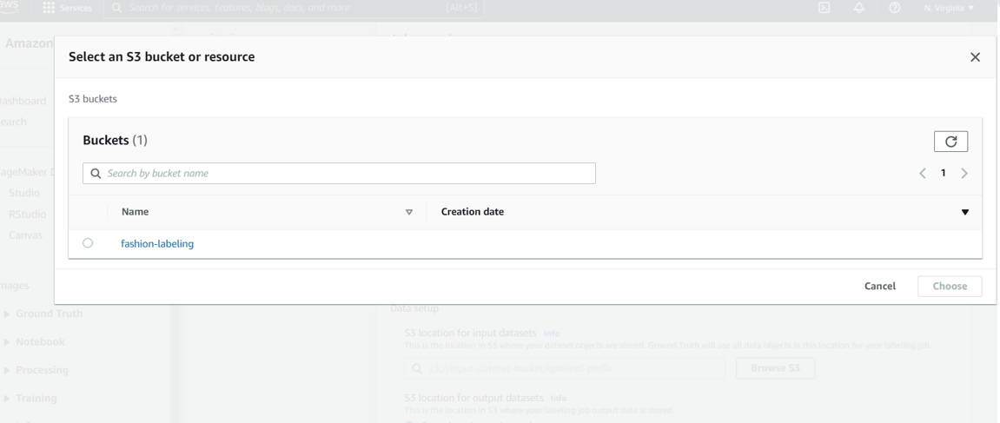 aws
Services
Search for services, features, blogs, docs, and more
[Alt+S]
N. Virginia
Amazon
Select an S3 bucket or resource
S3 buckets
Dashboard
Search
Buckets (1)
Search by bucket name
1
Name
Creation date
fashion-labeling
Studio
RStudio
Canvas
Cancel
Choose
Images
Ground Truth
Notebook
Processing
Training
Data setup
S3 location for input datasets Info
This is the location in S3 where your dataset objects are stored. Ground Truth will use all data objects in this location for your labeling job.
s3://input-dataset-bucket/optional-prefix
Browse S3
S3 location for output datasets Info
This is the location in S3 where your labeling job output data is stored.